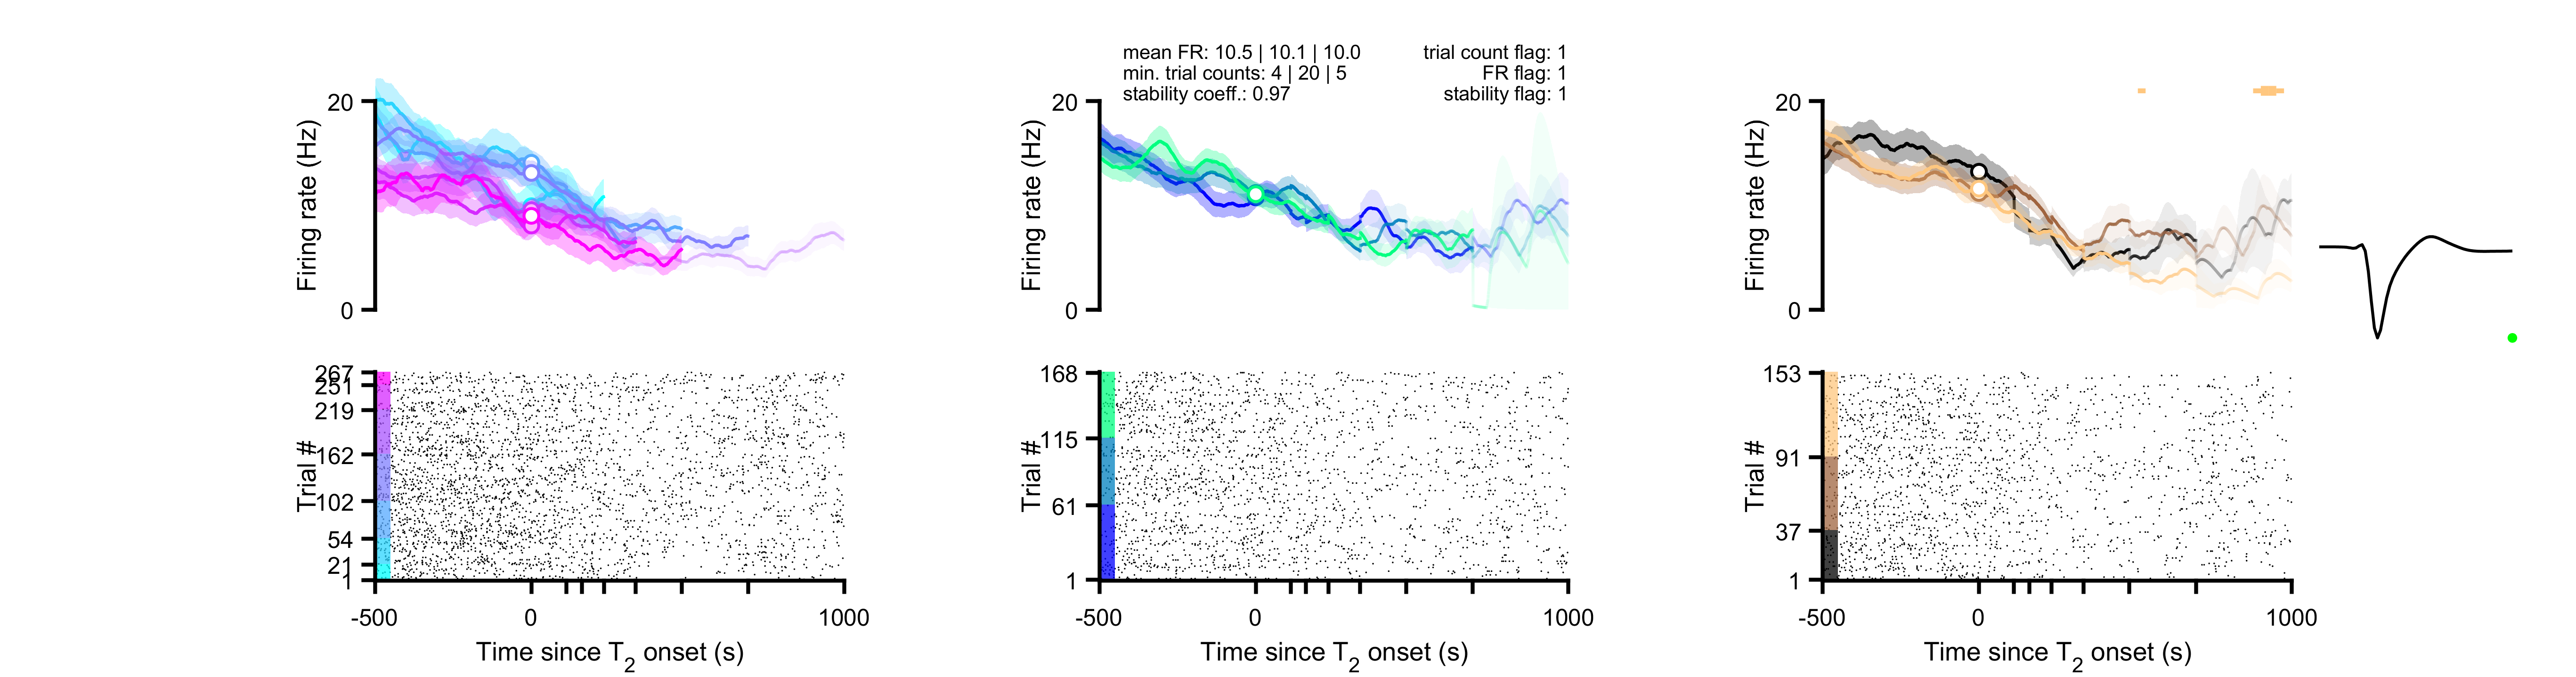 mean FR: 10.5 | 10.1 | 10.0
trial count flag: 1
min. trial counts: 4 | 20 | 5
FR flag: 1
stability coeff.: 0.97
stability flag: 1
Firing rate (Hz)
20
0
Firing rate (Hz)
20
0
Firing rate (Hz)
20
0
Trial #
267
251
219
162
102
54
21
1
-500
0
1000
Time since T2 onset (s)
Trial #
168
115
61
1
-500
0
1000
Time since T2 onset (s)
Trial #
153
91
37
1
-500
0
1000
Time since T2 onset (s)